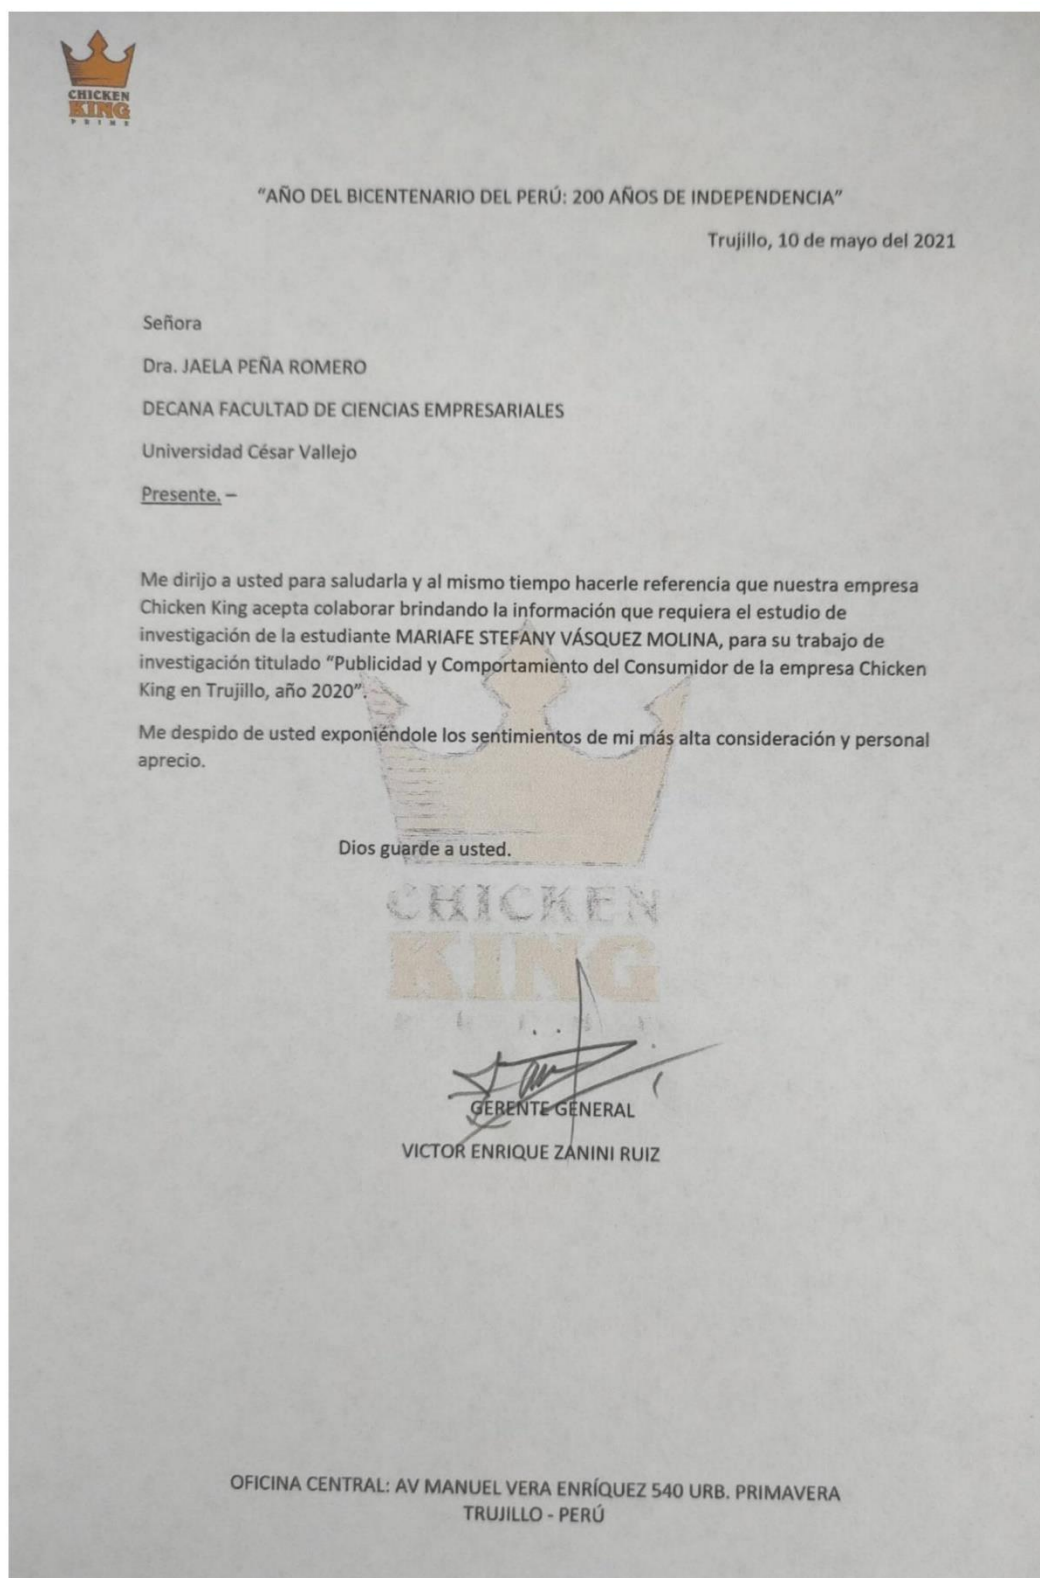 CHICKEN
KING
PRIME
“AÑO DEL BICENTENARIO DEL PERÚ: 200 AÑOS DE INDEPENDENCIA”
Trujillo, 10 de mayo del 2021
Señora
Dra. JAELA PEÑA ROMERO
DECANA FACULTAD DE CIENCIAS EMPRESARIALES
Universidad César Vallejo
Presente. –
Me dirijo a usted para saludarla y al mismo tiempo hacerle referencia que nuestra empresa
Chicken King acepta colaborar brindando la información que requiera el estudio de
investigación de la estudiante MARIAFE STEFANY VÁSQUEZ MOLINA, para su trabajo de
investigación titulado “Publicidad y Comportamiento del Consumidor de la empresa Chicken
King en Trujillo, año 2020”.
Me despido de usted exponiéndole los sentimientos de mi más alta consideración y personal
aprecio.
Dios guarde a usted.
CHICKEN
KING
PRIME
GERENTE GENERAL
VICTOR ENRIQUE ZANINI RUIZ
OFICINA CENTRAL: AV MANUEL VERA ENRÍQUEZ 540 URB. PRIMAVERA
TRUJILLO - PERÚ